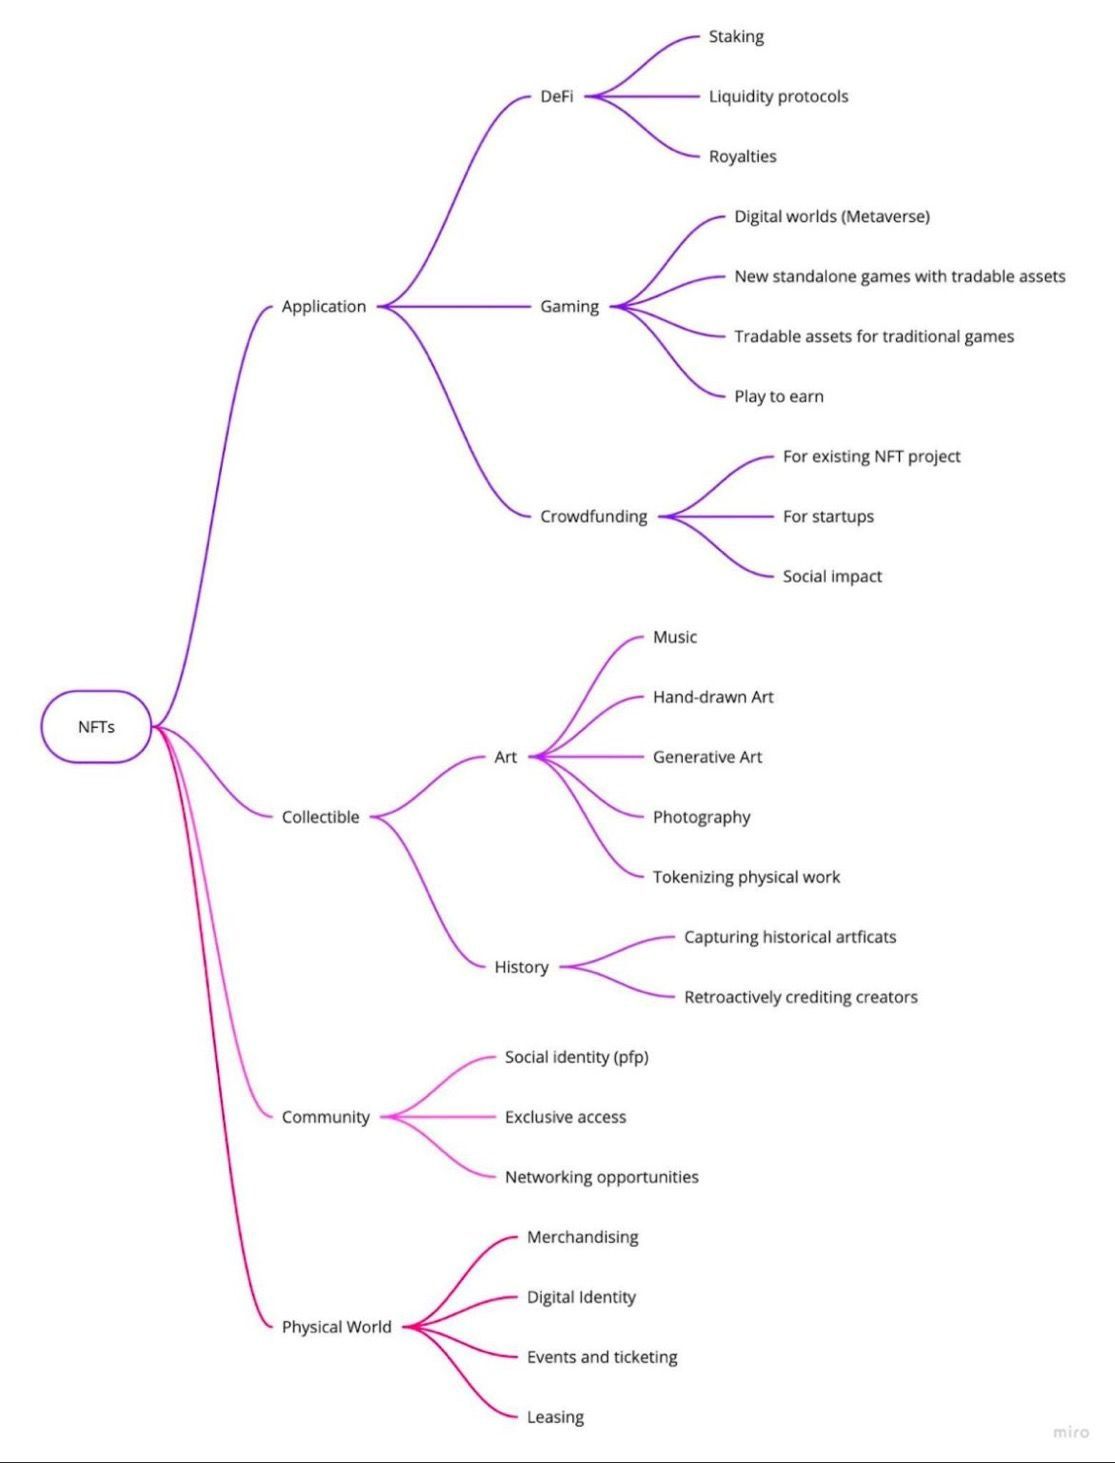 NFTs
Application
DeFi
Staking
Liquidity protocols
Royalties
Gaming
Digital worlds (Metaverse)
New standalone games with tradable assets
Tradable assets for traditional games
Play to earn
Crowdfunding
For existing NFT project
For startups
Social impact
Collectible
Art
Music
Hand-drawn Art
Generative Art
Photography
Tokenizing physical work
History
Capturing historical artficats
Retroactively crediting creators
Community
Social identity (pfp)
Exclusive access
Networking opportunities
Physical World
Merchandising
Digital Identity
Events and ticketing
Leasing
miro